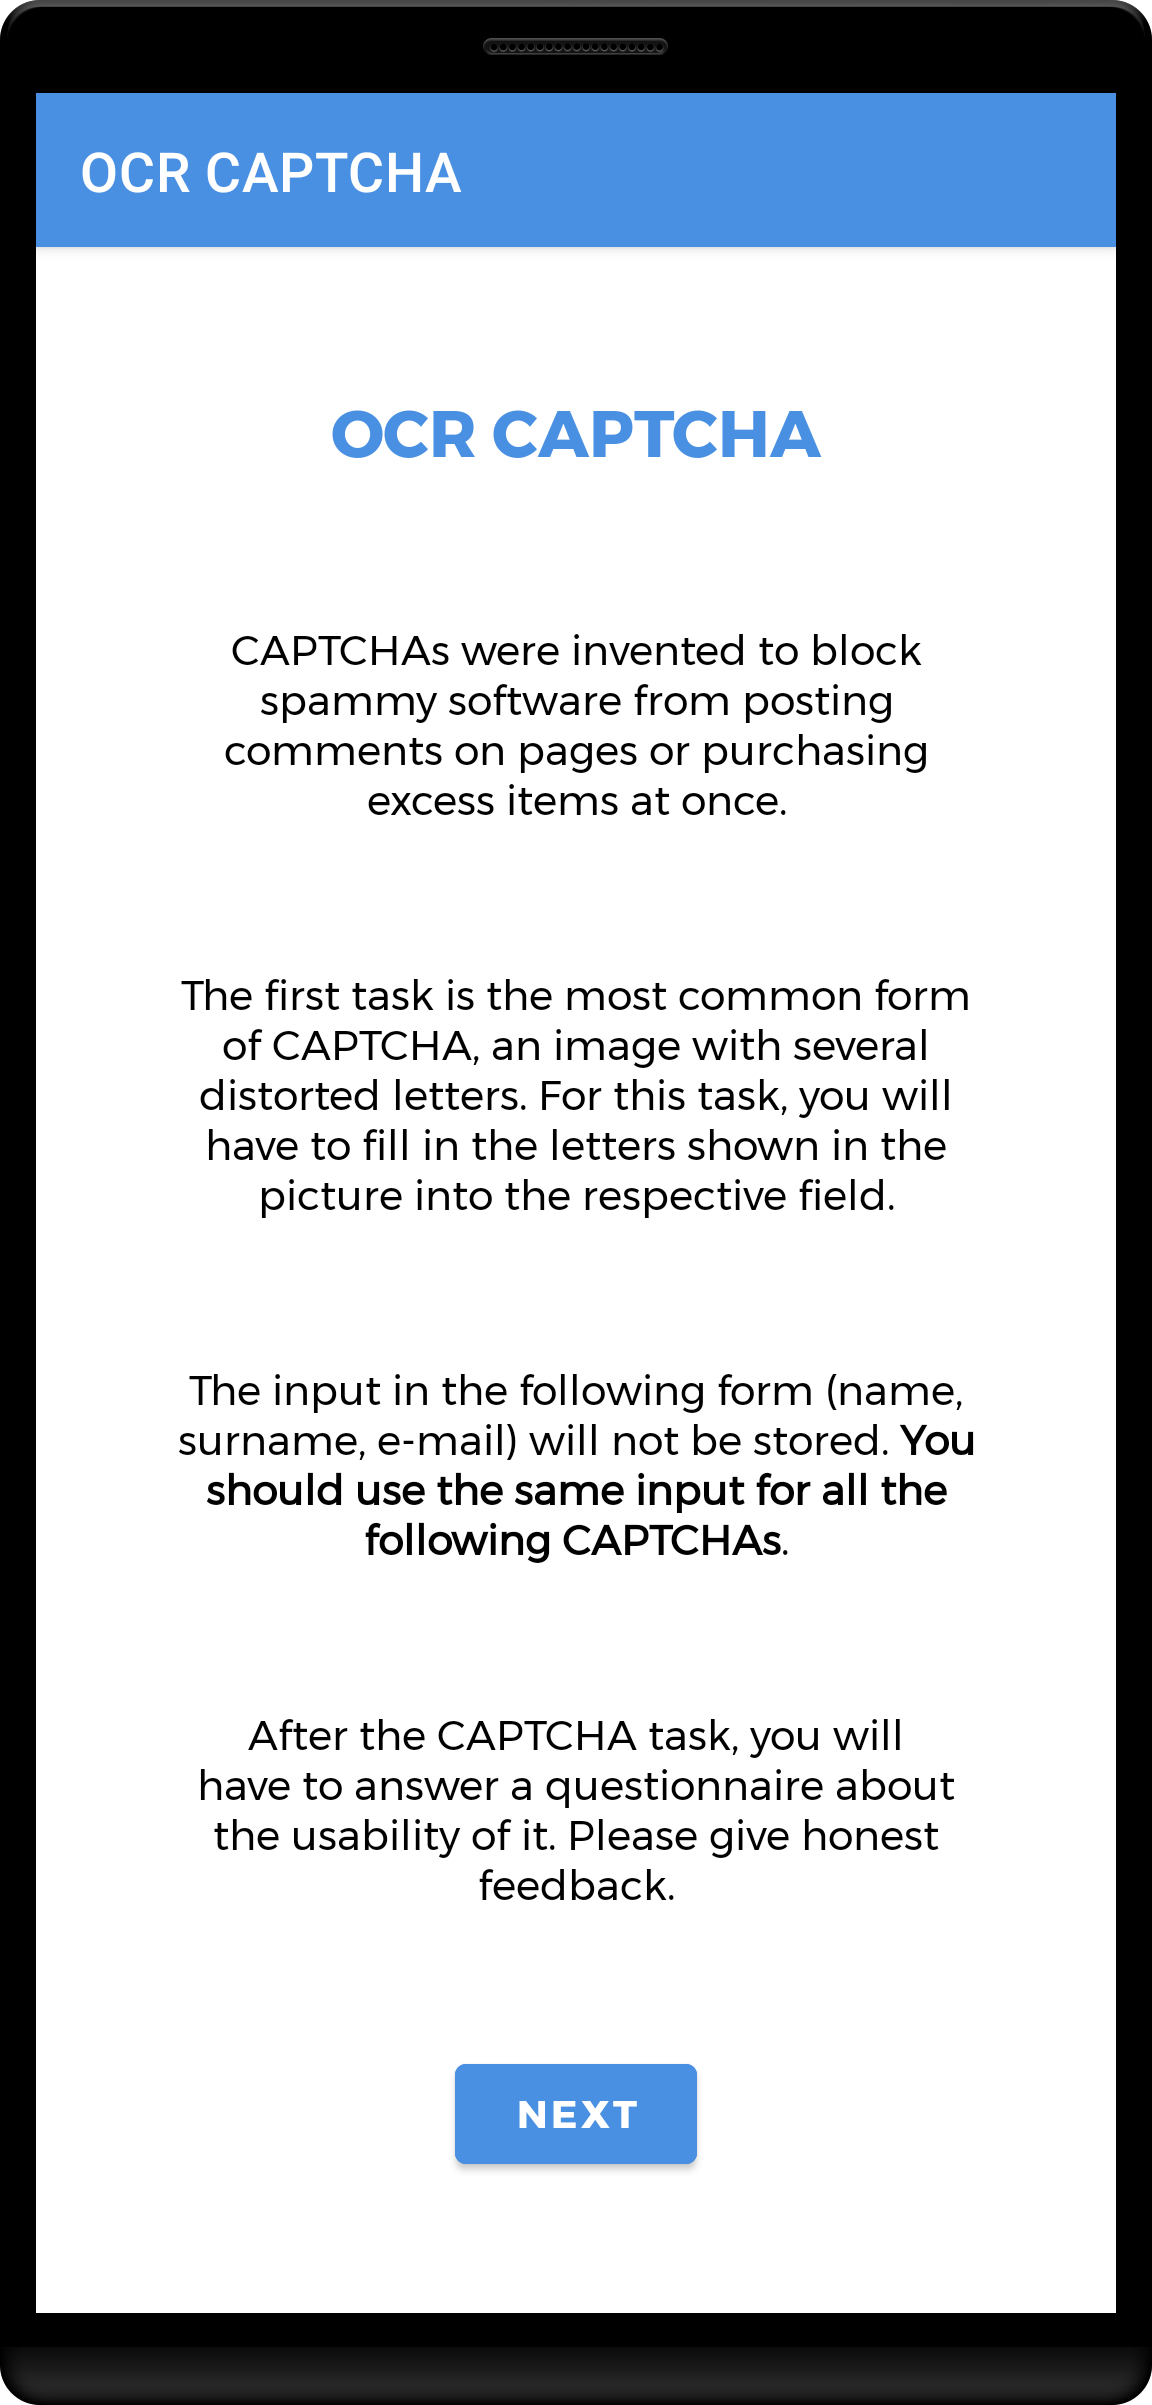 OCR CAPTCHA
OCR CAPTCHA
CAPTCHAs were invented to block
spammy software from posting
comments on pages or purchasing
excess items at once.
The first task is the most common form
of CAPTCHA, an image with several
distorted letters. For this task, you will
have to fill in the letters shown in the
picture into the respective field.
The input in the following form (name,
surname, e-mail) will not be stored. You
should use the same input for all the
following CAPTCHAs.
After the CAPTCHA task, you will
have to answer a questionnaire about
the usability of it. Please give honest
feedback.
NEXT